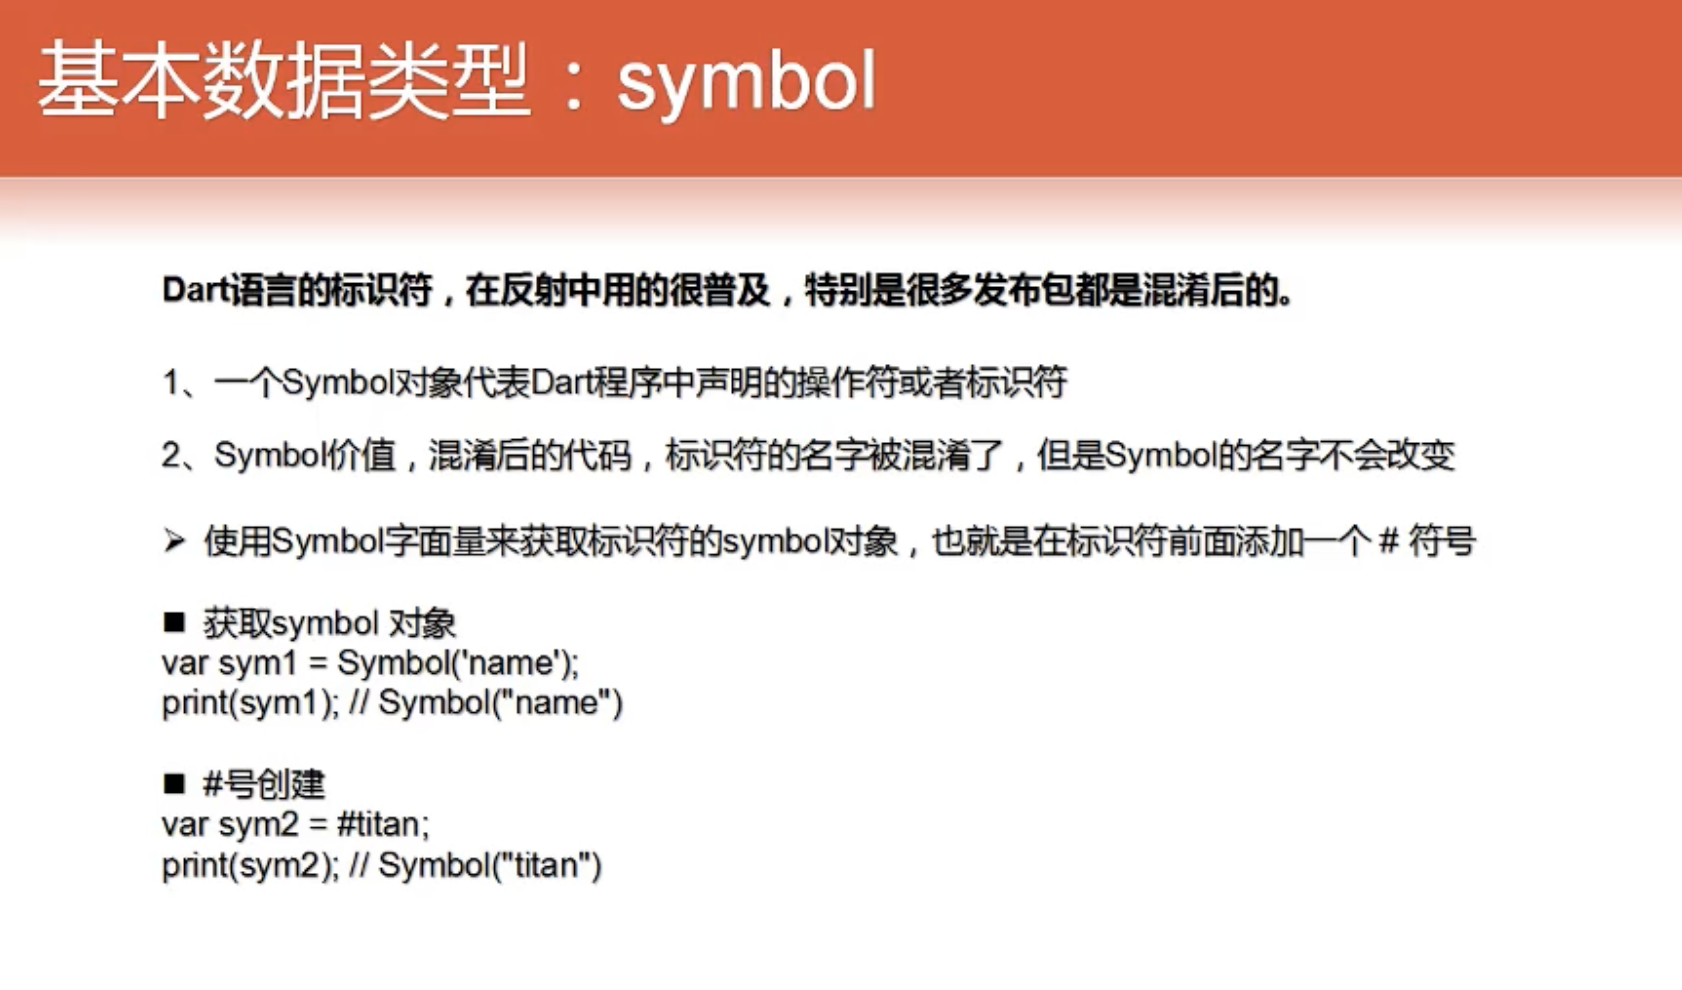 基本数据类型：symbol
Dart语言的标识符，在反射中用的很普及，特别是很多发布包都是混淆后的。
1、一个Symbol对象代表Dart程序中声明的操作符或者标识符
2、Symbol价值，混淆后的代码，标识符的名字被混淆了，但是Symbol的名字不会改变
➢ 使用Symbol字面量来获取标识符的symbol对象，也就是在标识符前面添加一个 # 符号
■ 获取symbol 对象
var sym1 = Symbol('name');
print(sym1); // Symbol("name")
■ #号创建
var sym2 = #titan;
print(sym2); // Symbol("titan")